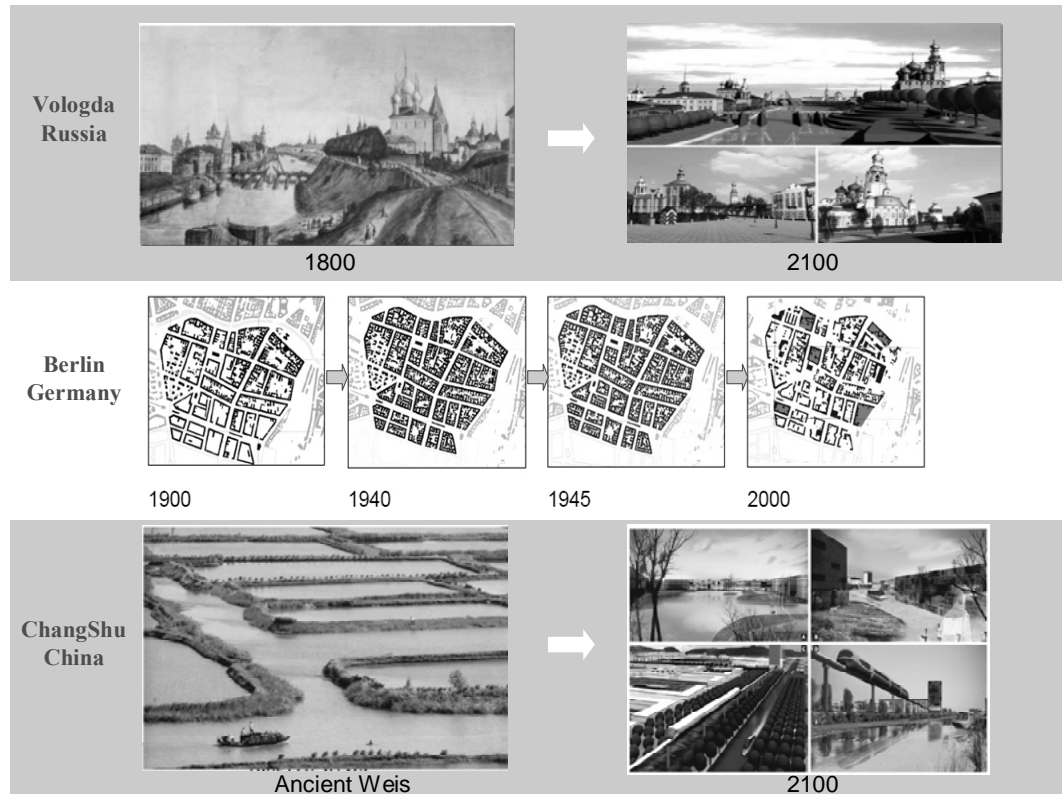 Vologda
Russia
1800
2100
Berlin
Germany
1900
1940
1945
2000
ChangShu
China
Ancient Weis
2100